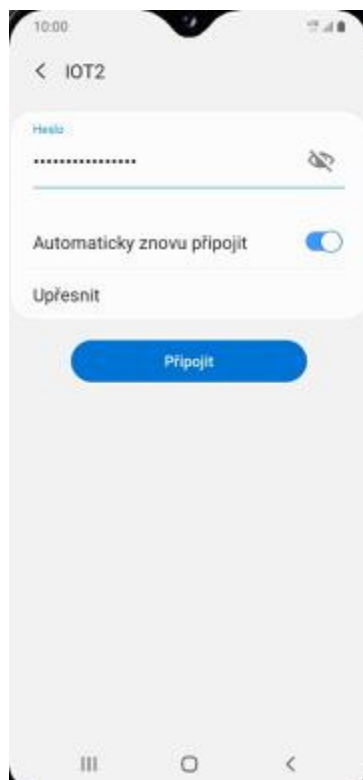 10:00
IOT2
Heslo
••••••••••••••••
Automaticky znovu připojit
Upřesnit
Připojit